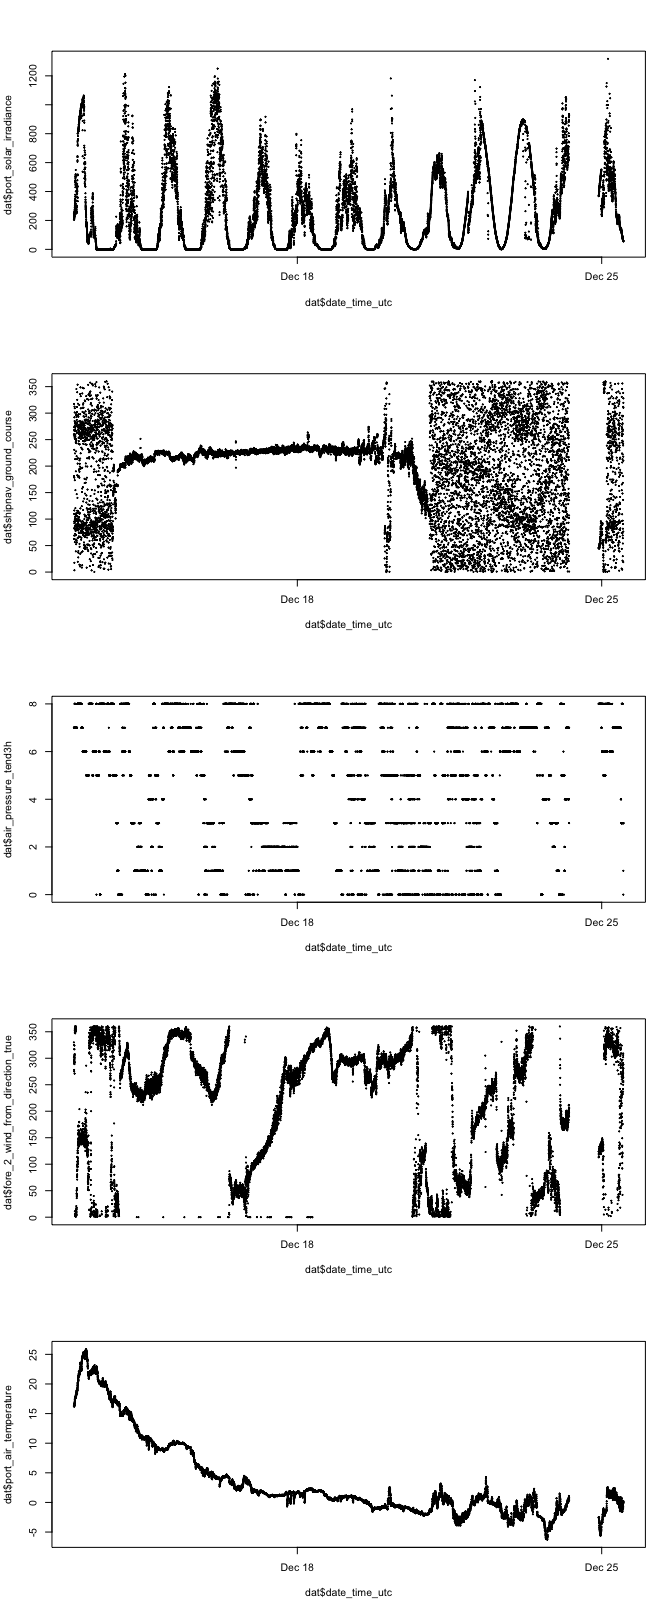 1200
800
600
400
200
0
dat$port_solar_irradiance
Dec 18 Dec 25
dat$date_time_utc
350
300
250
200
150
100
50
0
dat$shipnav_ground_course
Dec 18 Dec 25
dat$date_time_utc
8
6
4
2
0
dat$air_pressure_tend3h
Dec 18 Dec 25
dat$date_time_utc
350
300
250
200
150
100
50
0
dat$fore_2_wind_from_direction_true
Dec 18 Dec 25
dat$date_time_utc
25
20
15
10
5
0
-5
dat$port_air_temperature
Dec 18 Dec 25
dat$date_time_utc